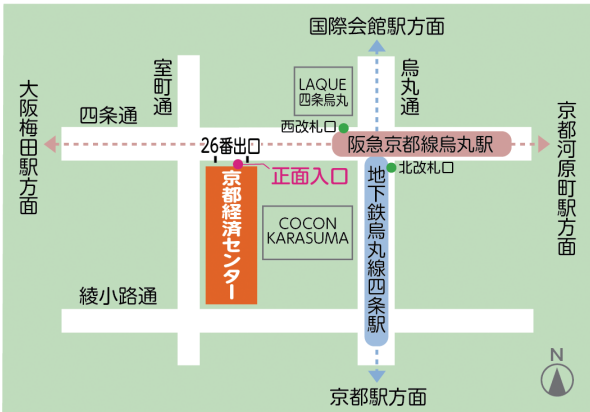 国際会館駅方面
室町通
LAQUE
四条烏丸
烏丸通
大阪梅田駅方面
四条通
西改札口
京都河原町駅方面
26番出口
阪急京都線烏丸駅
正面入口
北改札口
京都経済センター
COCON
KARASUMA
地下鉄烏丸線四条駅
綾小路通
京都駅方面
N